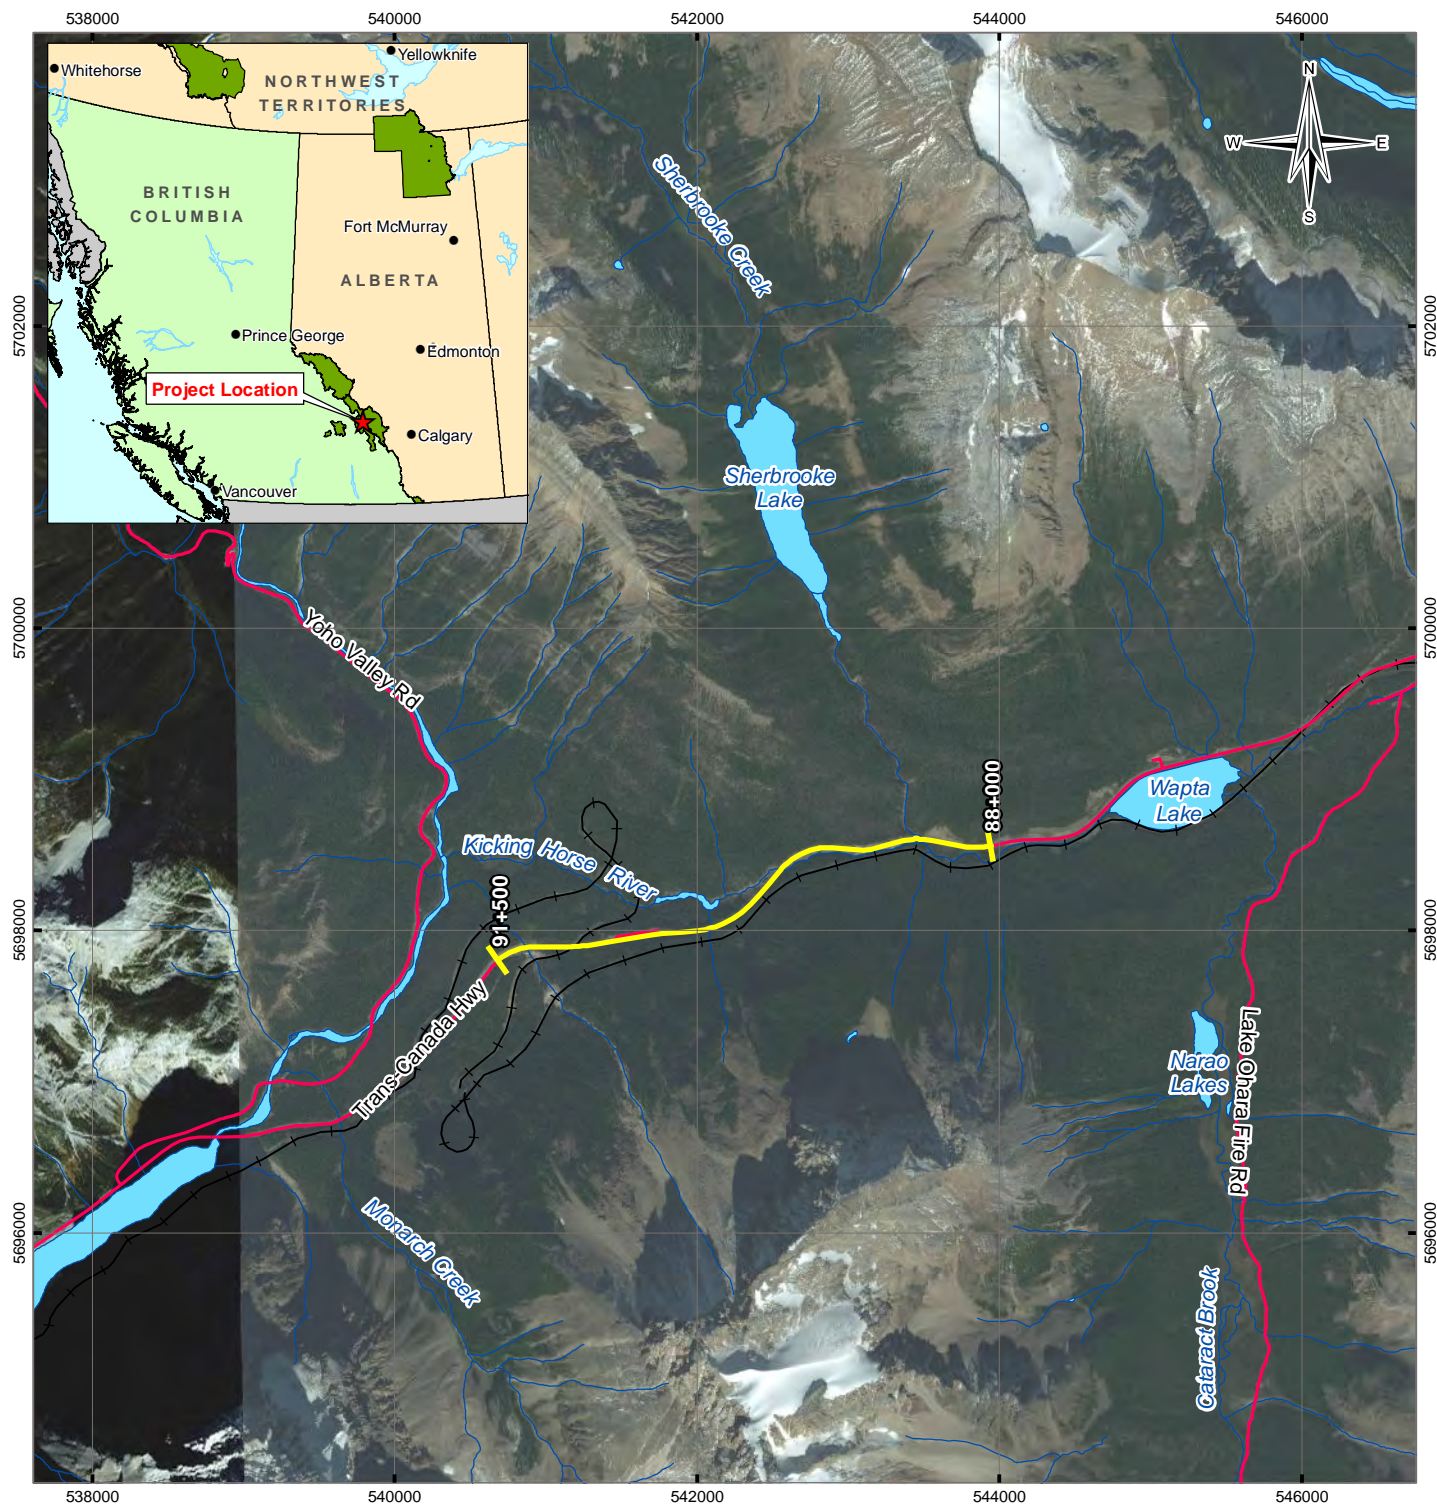 538000
540000
542000
544000
546000
Whitehorse
Yellowknife
NORTHWEST
TERRITORIES
BRITISH
COLUMBIA
Fort McMurray
ALBERTA
Prince George
Edmonton
Project Location
Calgary
Vancouver
N
W
E
S
Sherbrooke Creek
5702000
5702000
Sherbrooke
Lake
Yoho Valley Rd
5700000
5700000
Wapta
Lake
88+000
Kicking Horse River
91+500
5698000
5698000
Trans-Canada Hwy
Narao
Lakes
Lake Ohara Fire Rd
Monarch Creek
5696000
5696000
Cataract Brook
538000
540000
542000
544000
546000